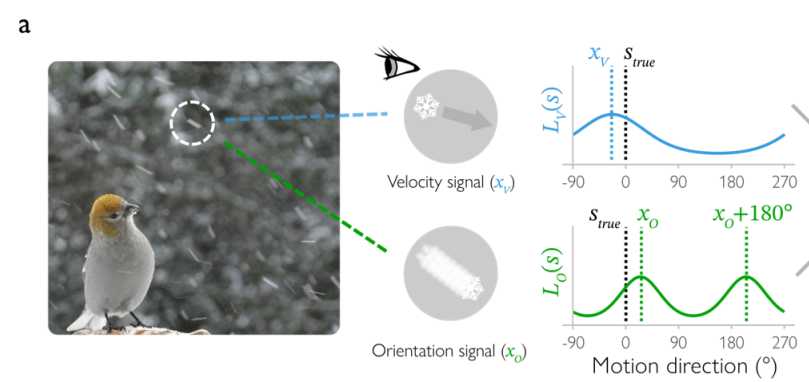 a
x_V s_true
L_V(s)
-90 0 90 180 270
Velocity signal (x_V)
s_true x_O x_O+180°
L_O(s)
-90 0 90 180 270
Orientation signal (x_O)
Motion direction (°)